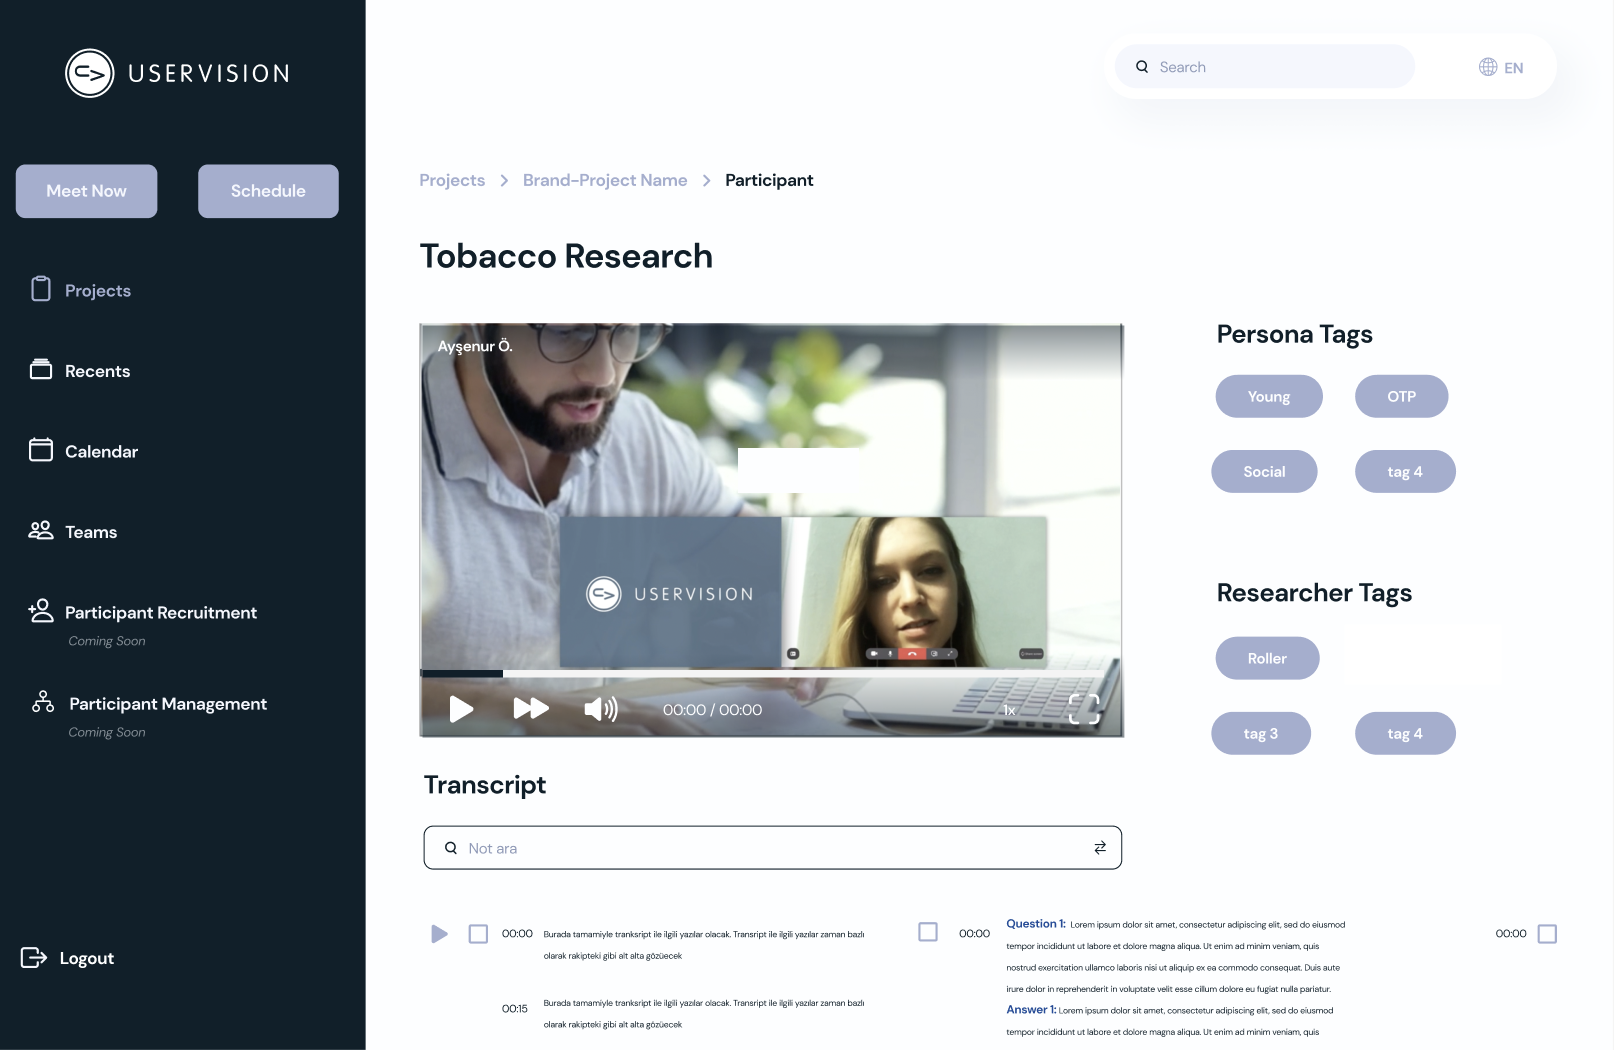 USERVISION
Search
EN
Meet Now
Schedule
Projects
Recents
Calendar
Teams
Participant Recruitment
Coming Soon
Participant Management
Coming Soon
Logout
Projects > Brand-Project Name > Participant
Tobacco Research
Ayşenur Ö.
USERVISION
00:00 / 00:00
1x
Persona Tags
Young
OTP
Social
tag 4
Researcher Tags
Roller
tag 3
tag 4
Transcript
Not ara
00:00
Burada tamamiyle tranksript ile ilgili yazılar olacak. Transript ile ilgili yazılar zaman bazlı
olarak rakipteki gibi alt alta gözüecek
00:15
Burada tamamiyle tranksript ile ilgili yazılar olacak. Transript ile ilgili yazılar zaman bazlı
olarak rakipteki gibi alt alta gözüecek
00:00
Question 1: Lorem ipsum dolor sit amet, consectetur adipiscing elit, sed do eiusmod
tempor incididunt ut labore et dolore magna aliqua. Ut enim ad minim veniam, quis
nostrud exercitation ullamco laboris nisi ut aliquip ex ea commodo consequat. Duis aute
irure dolor in reprehenderit in voluptate velit esse cillum dolore eu fugiat nulla pariatur.
Answer 1: Lorem ipsum dolor sit amet, consectetur adipiscing elit, sed do eiusmod
tempor incididunt ut labore et dolore magna aliqua. Ut enim ad minim veniam, quis
00:00